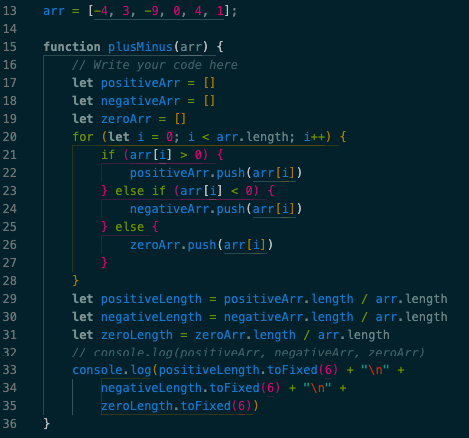 13 arr = [-4, 3, -9, 0, 4, 1];
14
15 function plusMinus(arr) {
16     // Write your code here
17     let positiveArr = []
18     let negativeArr = []
19     let zeroArr = []
20     for (let i = 0; i < arr.length; i++) {
21         if (arr[i] > 0) {
22             positiveArr.push(arr[i])
23         } else if (arr[i] < 0) {
24             negativeArr.push(arr[i])
25         } else {
26             zeroArr.push(arr[i])
27         }
28     }
29     let positiveLength = positiveArr.length / arr.length
30     let negativeLength = negativeArr.length / arr.length
31     let zeroLength = zeroArr.length / arr.length
32     // console.log(positiveArr, negativeArr, zeroArr)
33     console.log(positiveLength.toFixed(6) + "\n" +
34         negativeLength.toFixed(6) + "\n" +
35         zeroLength.toFixed(6))
36 }